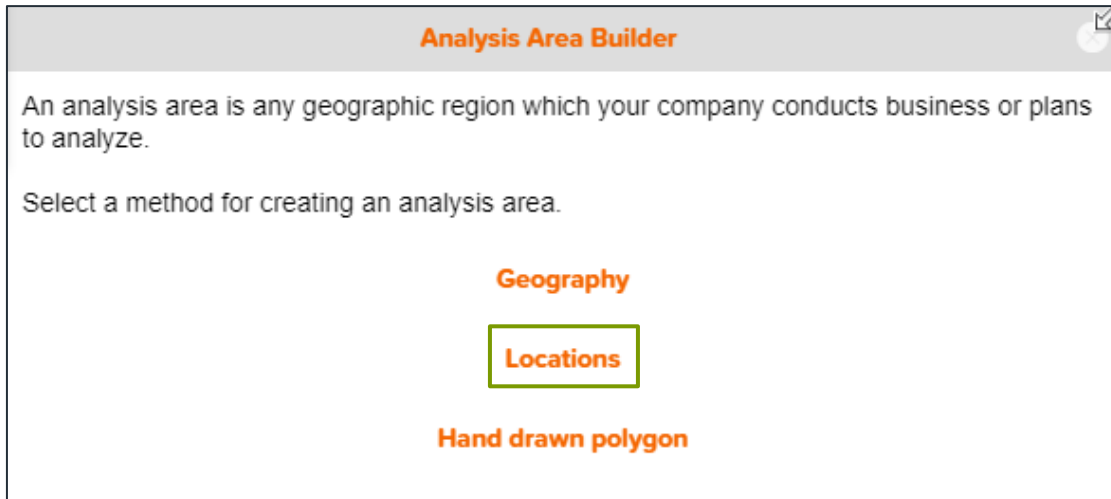 Analysis Area Builder
An analysis area is any geographic region which your company conducts business or plans
to analyze.
Select a method for creating an analysis area.
Geography
Locations
Hand drawn polygon